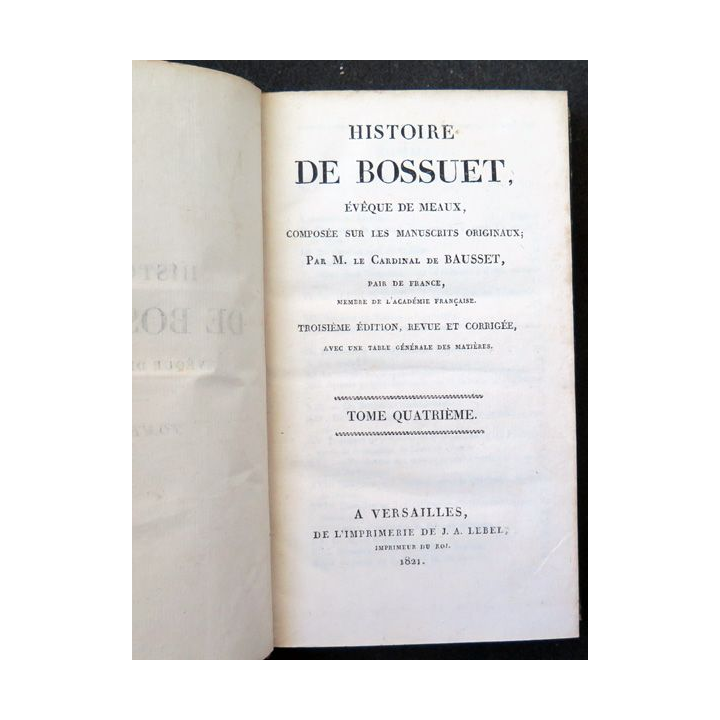 HISTOIRE
DE BOSSUET,
ÉVÊQUE DE MEAUX,
COMPOSÉE SUR LES MANUSCRITS ORIGINAUX;
PAR M. LE CARDINAL DE BAUSSET,
PAIR DE FRANCE,
MEMBRE DE L'ACADÉMIE FRANÇAISE.
TROISIÈME ÉDITION, REVUE ET CORRIGÉE,
AVEC UNE TABLE GÉNÉRALE DES MATIÈRES.
TOME QUATRIÈME.
A VERSAILLES,
DE L'IMPRIMERIE DE J. A. LEBEL,
IMPRIMEUR DU ROI.
1821.